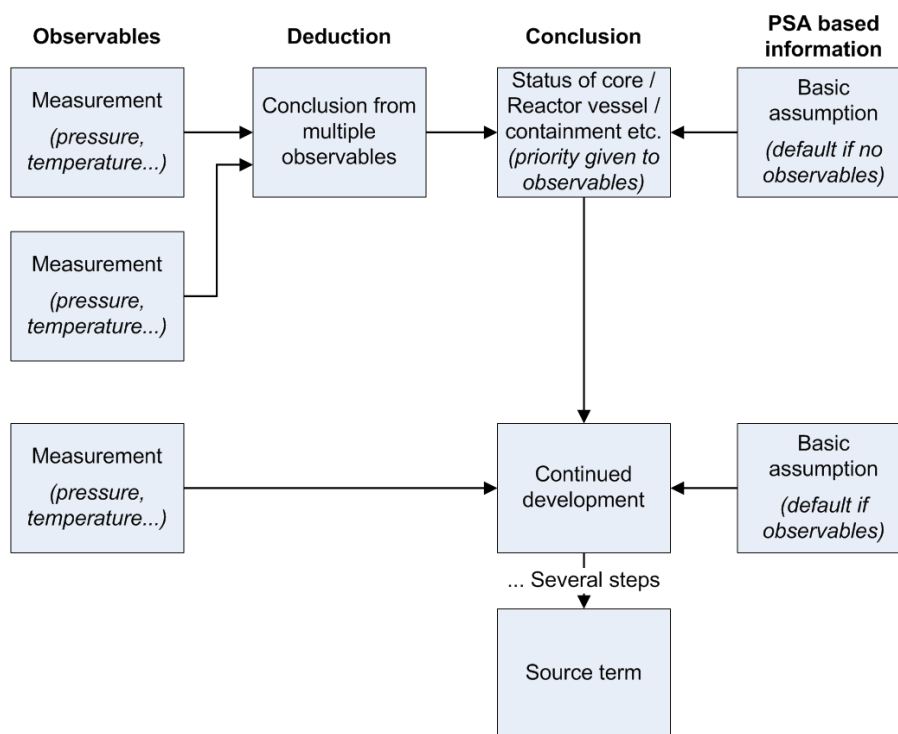 Observables
Deduction
Conclusion
PSA based
information
Measurement
(pressure,
temperature...)
Conclusion from
multiple
observables
Status of core /
Reactor vessel /
containment etc.
(priority given to
observables)
Basic
assumption
(default if no
observables)
Measurement
(pressure,
temperature...)
Measurement
(pressure,
temperature...)
Continued
development
Basic
assumption
(default if
observables)
... Several steps
Source term